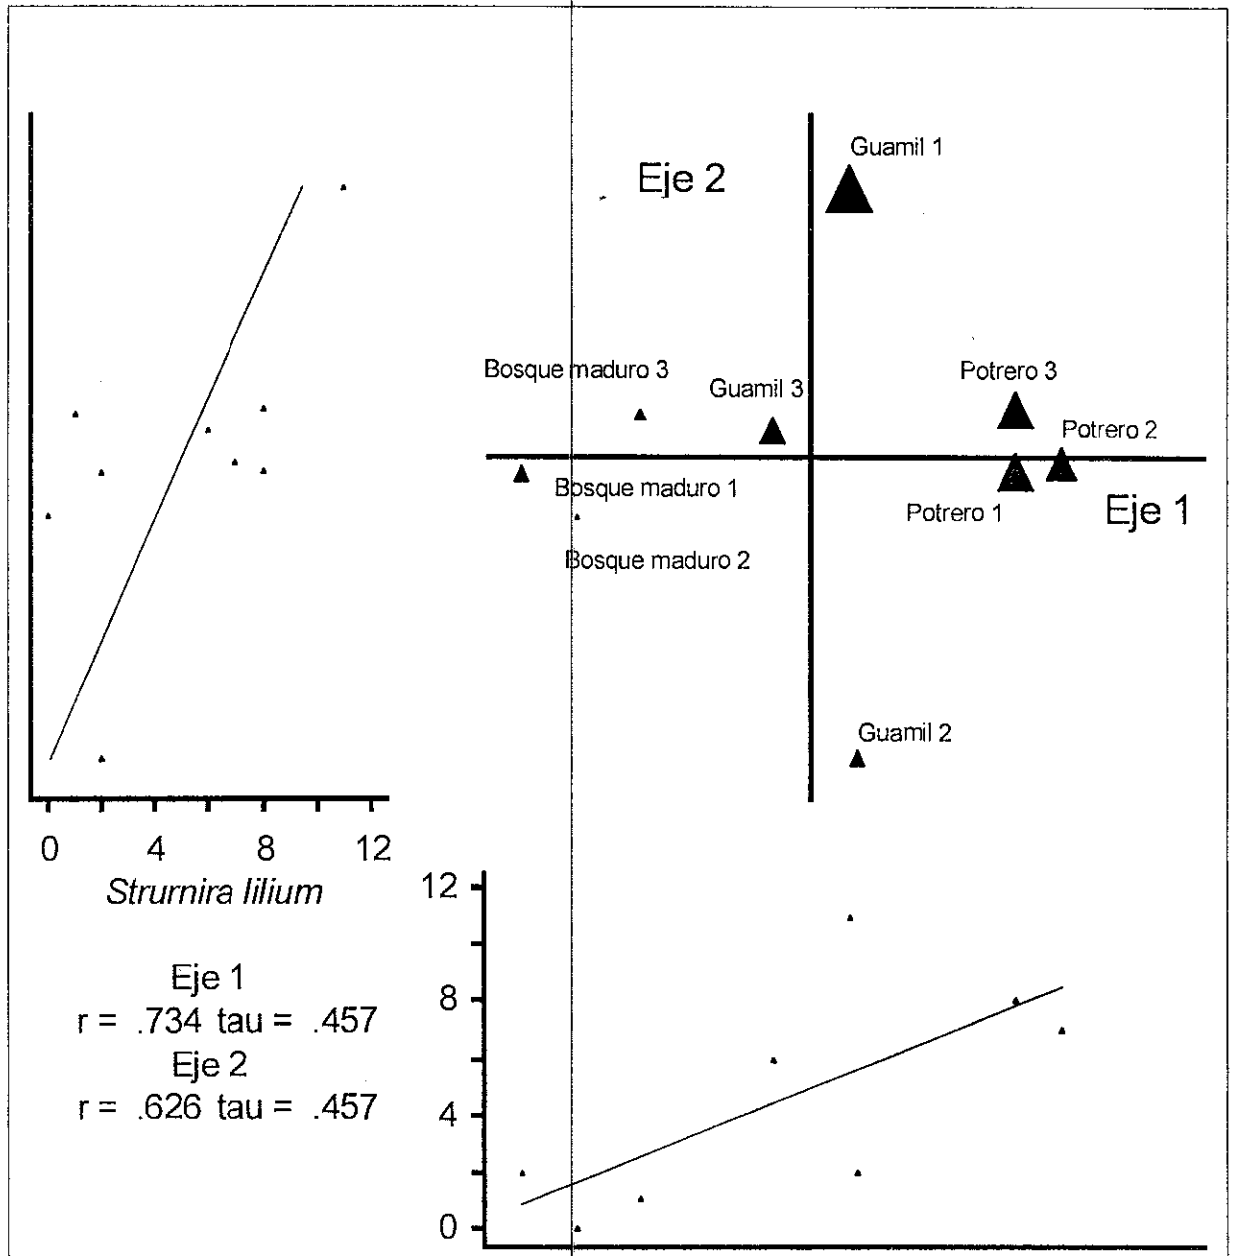 Guamil 1
Eje 2
Bosque maduro 3
Guamil 3
Potrero 3
Potrero 2
Bosque maduro 1
Potrero 1
Eje 1
Bosque maduro 2
Guamil 2
0 4 8 12
Strurnira lilium
Eje 1
r = .734 tau = .457
Eje 2
r = .626 tau = .457
12
8
4
0